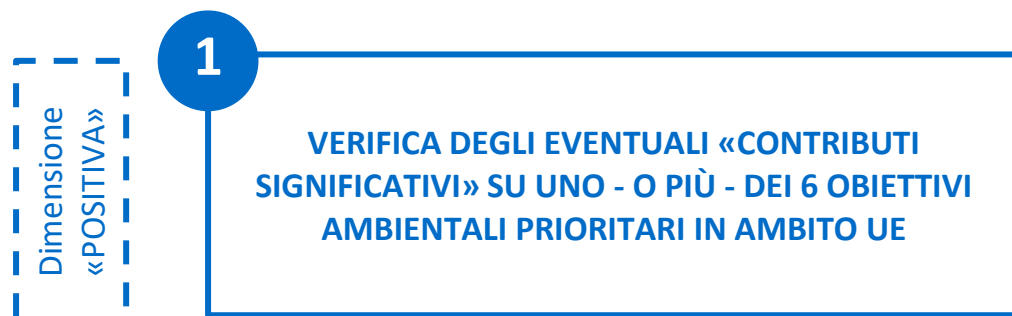 1
Dimensione
«POSITIVA»
VERIFICA DEGLI EVENTUALI «CONTRIBUTI
SIGNIFICATIVI» SU UNO - O PIÙ - DEI 6 OBIETTIVI
AMBIENTALI PRIORITARI IN AMBITO UE